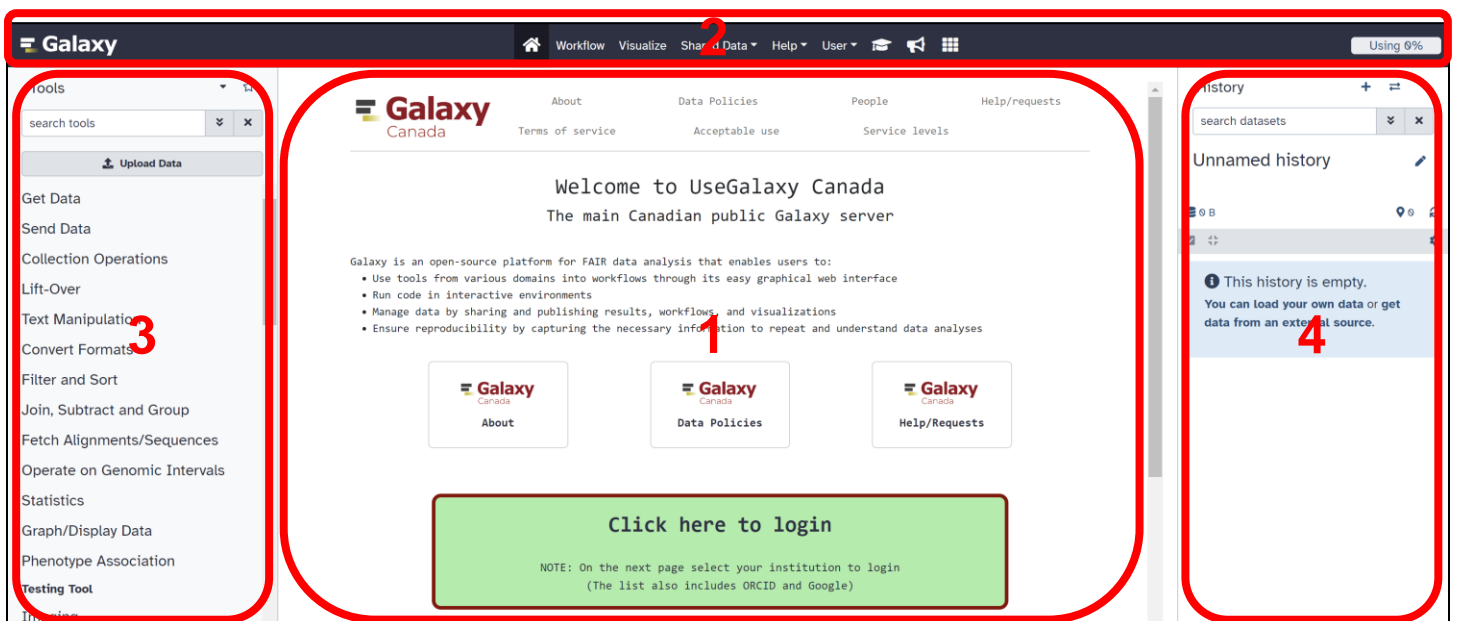 Galaxy
Workflow Visualize Shared Data Help User
Using 0%
2
Tools
search tools
Upload Data
Get Data
Send Data
Collection Operations
Lift-Over
Text Manipulation
Convert Formats
Filter and Sort
Join, Subtract and Group
Fetch Alignments/Sequences
Operate on Genomic Intervals
Statistics
Graph/Display Data
Phenotype Association
Testing Tool
Imaging
3
Galaxy
Canada
About Data Policies People Help/requests
Terms of service Acceptable use Service levels
Welcome to UseGalaxy Canada
The main Canadian public Galaxy server
Galaxy is an open-source platform for FAIR data analysis that enables users to:
• Use tools from various domains into workflows through its easy graphical web interface
• Run code in interactive environments
• Manage data by sharing and publishing results, workflows, and visualizations
• Ensure reproducibility by capturing the necessary information to repeat and understand data analyses
1
Galaxy
Canada
About
Galaxy
Canada
Data Policies
Galaxy
Canada
Help/Requests
Click here to login
NOTE: On the next page select your institution to login
(The list also includes ORCID and Google)
History
search datasets
Unnamed history
0 B 0
This history is empty.
You can load your own data or get
data from an external source.
4